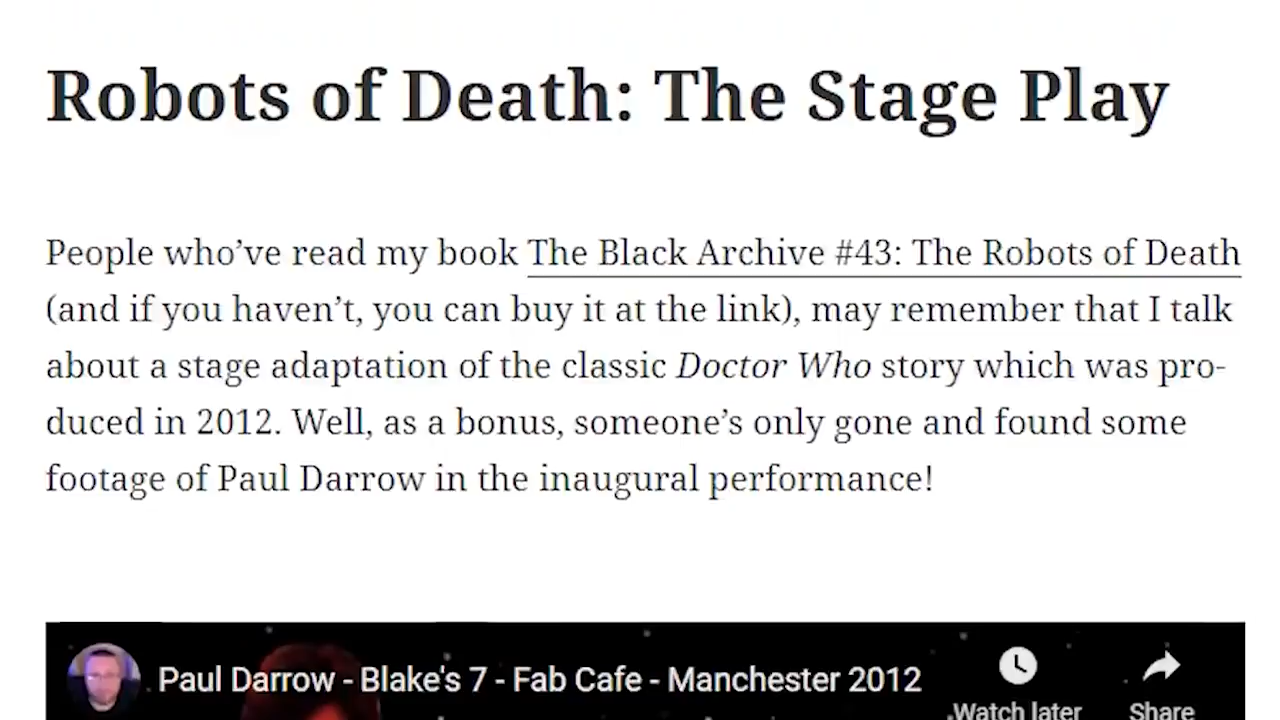 Robots of Death: The Stage Play
People who’ve read my book The Black Archive #43: The Robots of Death
(and if you haven’t, you can buy it at the link), may remember that I talk
about a stage adaptation of the classic Doctor Who story which was pro-
duced in 2012. Well, as a bonus, someone’s only gone and found some
footage of Paul Darrow in the inaugural performance!
Paul Darrow - Blake's 7 - Fab Cafe - Manchester 2012
Watch later
Share